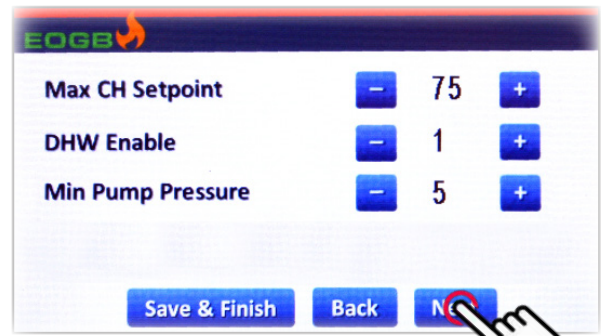 EOGB
Max CH Setpoint - 75 +
DHW Enable - 1 +
Min Pump Pressure - 5 +
Save & Finish Back